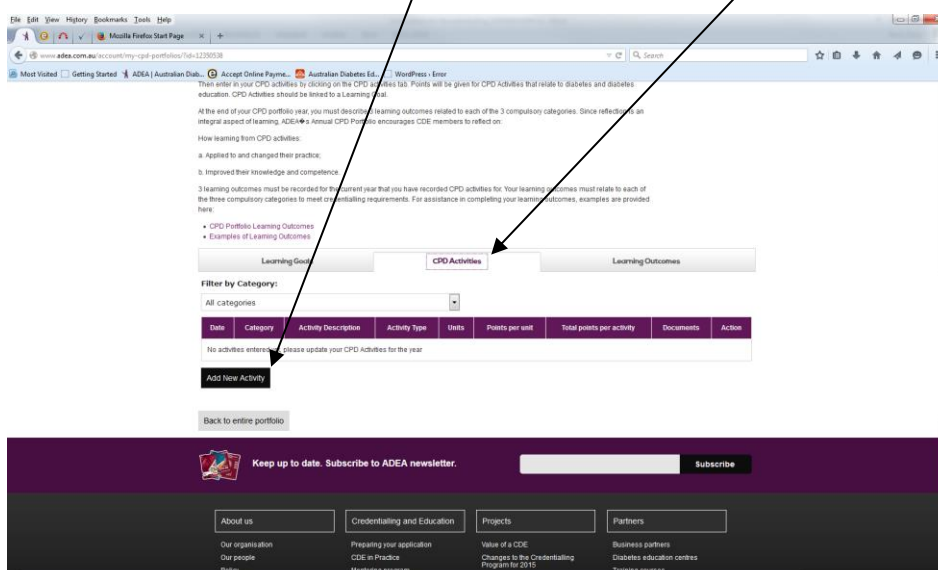 File Edit View History Bookmarks Tools Help
Mozilla Firefox Start Page
www.adea.com.au/account/my-cpd-portfolios/?id=12350538
Search
Most Visited Getting Started ADEA | Australian Diab... Accept Online Payme... Australian Diabetes Ed... WordPress › Error
Then enter in your CPD activities by clicking on the CPD activities tab. Points will be given for CPD Activities that relate to diabetes and diabetes
education. CPD Activities should be linked to a Learning Goal.
At the end of your CPD portfolio year, you must describe 3 learning outcomes related to each of the 3 compulsory categories. Since reflection is an
integral aspect of learning, ADEA�s Annual CPD Portfolio encourages CDE members to reflect on:
How learning from CPD activities:
a. Applied to and changed their practice;
b. Improved their knowledge and competence.
3 learning outcomes must be recorded for the current year that you have recorded CPD activities for. Your learning outcomes must relate to each of
the three compulsory categories to meet credentialling requirements. For assistance in completing your learning outcomes, examples are provided
here:
• CPD Portfolio Learning Outcomes
• Examples of Learning Outcomes
Learning Goals CPD Activities Learning Outcomes
Filter by Category:
All categories
Date Category Activity Description Activity Type Units Points per unit Total points per activity Documents Action
No activities entered please update your CPD Activities for the year
Add New Activity
Back to entire portfolio
Keep up to date. Subscribe to ADEA newsletter. Subscribe
About us Credentialling and Education Projects Partners
Our organisation Preparing your application Value of a CDE Business partners
Our people CDE in Practice Changes to the Credentialling Diabetes education centres
Program for 2015
Policy Mentoring program Training courses